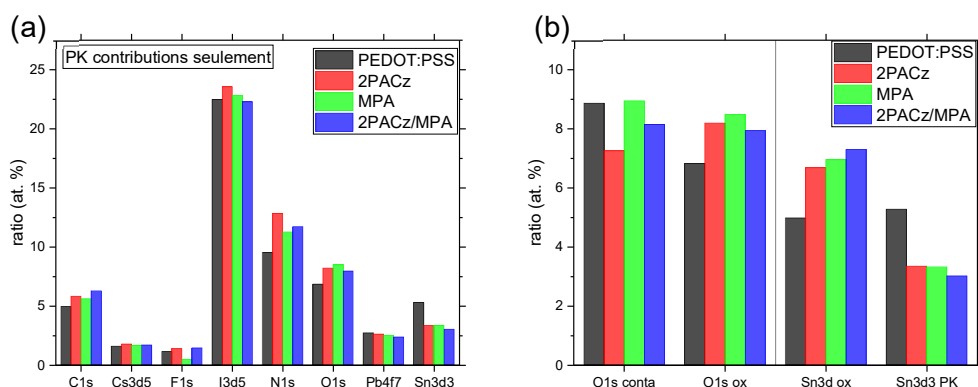 (a)
PK contributions seulement
PEDOT:PSS
2PACz
MPA
2PACz/MPA
ratio (at. %)
25
20
15
10
5
0
C1s Cs3d5 F1s I3d5 N1s O1s Pb4f7 Sn3d3
(b)
PEDOT:PSS
2PACz
MPA
2PACz/MPA
ratio (at. %)
10
8
6
4
2
0
O1s conta O1s ox Sn3d ox Sn3d3 PK